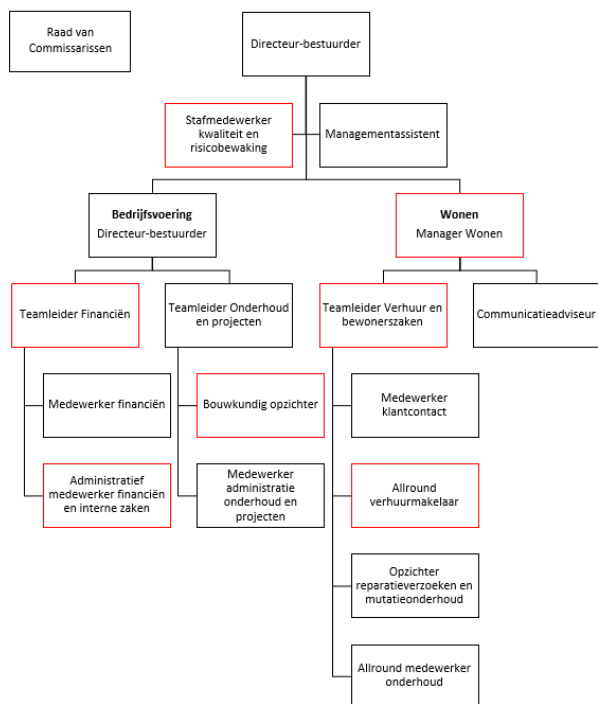 Raad van
Commissarissen
Directeur-bestuurder
Stafmedewerker
kwaliteit en
risicobewaking
Managementassistent
Bedrijfsvoering
Directeur-bestuurder
Wonen
Manager Wonen
Teamleider Financiën
Teamleider Onderhoud
en projecten
Teamleider Verhuur en
bewonerszaken
Communicatieadviseur
Medewerker financiën
Bouwkundig opzichter
Medewerker
klantcontact
Administratief
medewerker financiën
en interne zaken
Medewerker
administratie
onderhoud en
projecten
Allround
verhuurmakelaar
Opzichter
reparatieverzoeken en
mutatieonderhoud
Allround medewerker
onderhoud